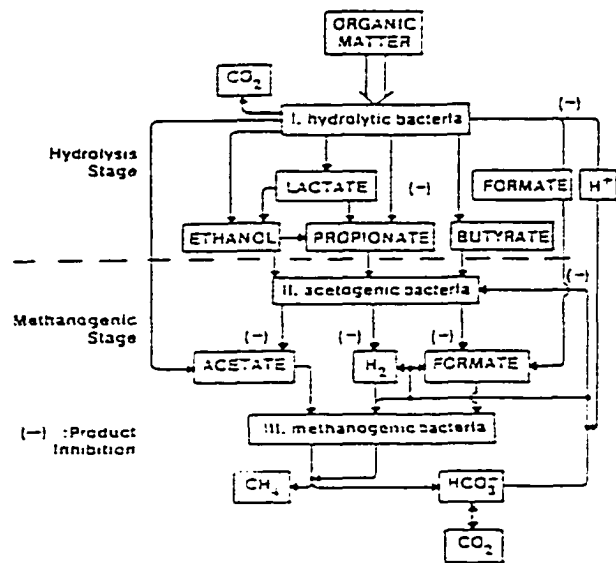 ORGANIC
MATTER
CO2
(-)
I. hydrolytic bacteria
Hydrolysis
Stage
LACTATE
(-)
FORMATE
H+
ETHANOL
PROPIONATE
BUTYRATE
(-)
II. acetogenic bacteria
Methanogenic
Stage
(-)
(-)
(-)
ACETATE
H2
FORMATE
(-) :Product
Inhibition
III. methanogenic bacteria
CH4
HCO3-
CO2